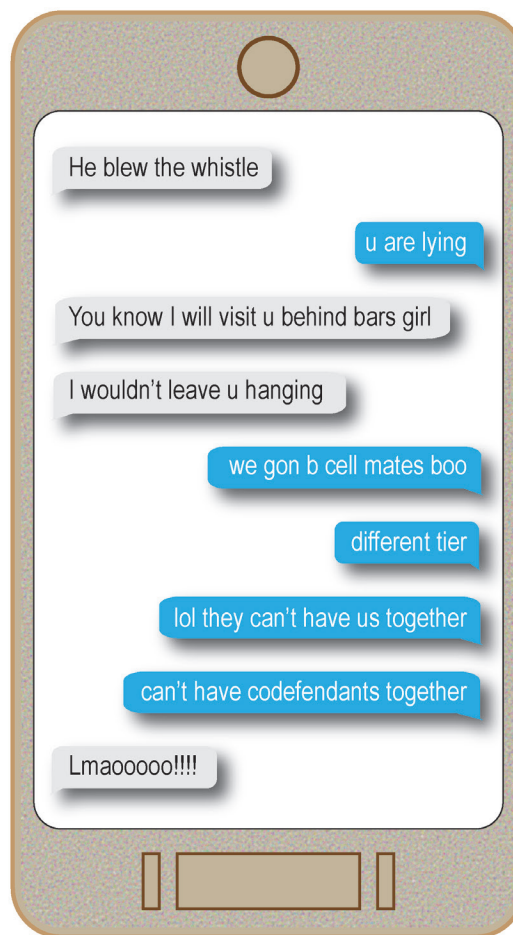 He blew the whistle
u are lying
You know I will visit u behind bars girl
I wouldn’t leave u hanging
we gon b cell mates boo
different tier
lol they can’t have us together
can’t have codefendants together
Lmaooooo!!!!